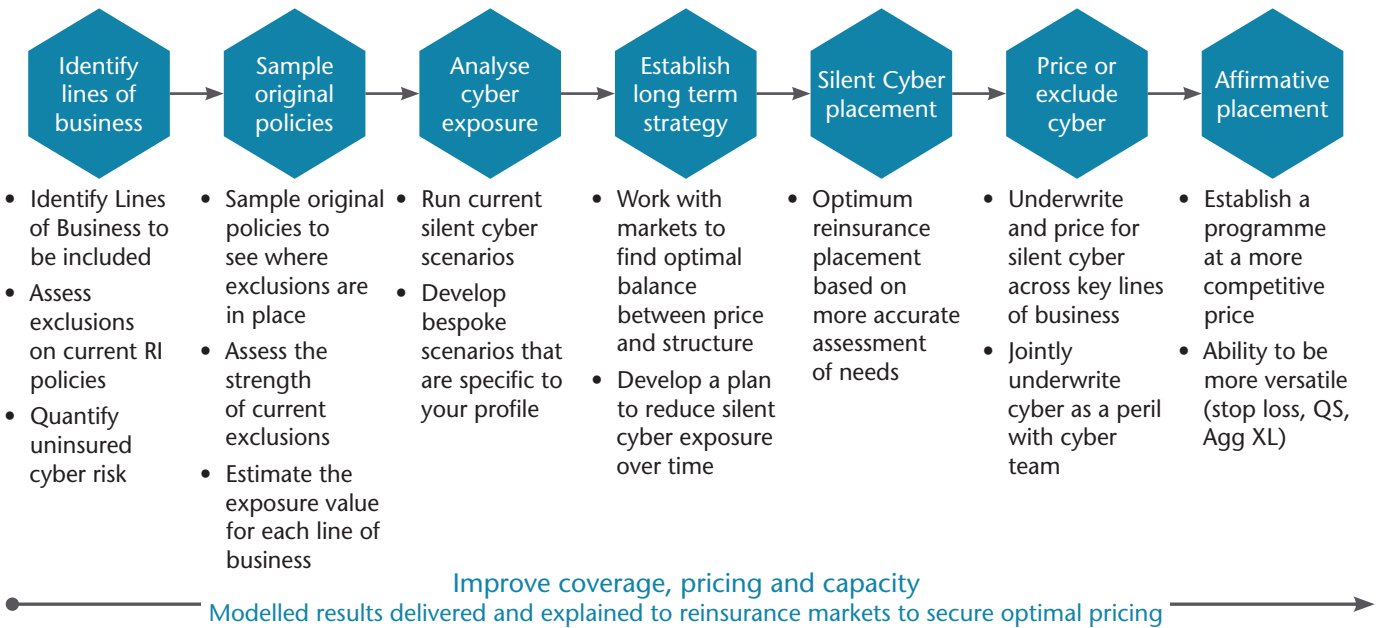 Identify
lines of
business
Sample
original
policies
Analyse
cyber
exposure
Establish
long term
strategy
Silent Cyber
placement
Price or
exclude
cyber
Affirmative
placement
• Identify Lines
of Business to
be included
• Assess
exclusions
on current RI
policies
• Quantify
uninsured
cyber risk
• Sample original
policies to
see where
exclusions are
in place
• Assess the
strength
of current
exclusions
• Estimate the
exposure value
for each line of
business
• Run current
silent cyber
scenarios
• Develop
bespoke
scenarios that
are specific to
your profile
• Work with
markets to
find optimal
balance
between price
and structure
• Develop a plan
to reduce silent
cyber exposure
over time
• Optimum
reinsurance
placement
based on
more accurate
assessment
of needs
• Underwrite
and price for
silent cyber
across key lines
of business
• Jointly
underwrite
cyber as a peril
with cyber
team
• Establish a
programme
at a more
competitive
price
• Ability to be
more versatile
(stop loss, QS,
Agg XL)
Improve coverage, pricing and capacity
Modelled results delivered and explained to reinsurance markets to secure optimal pricing